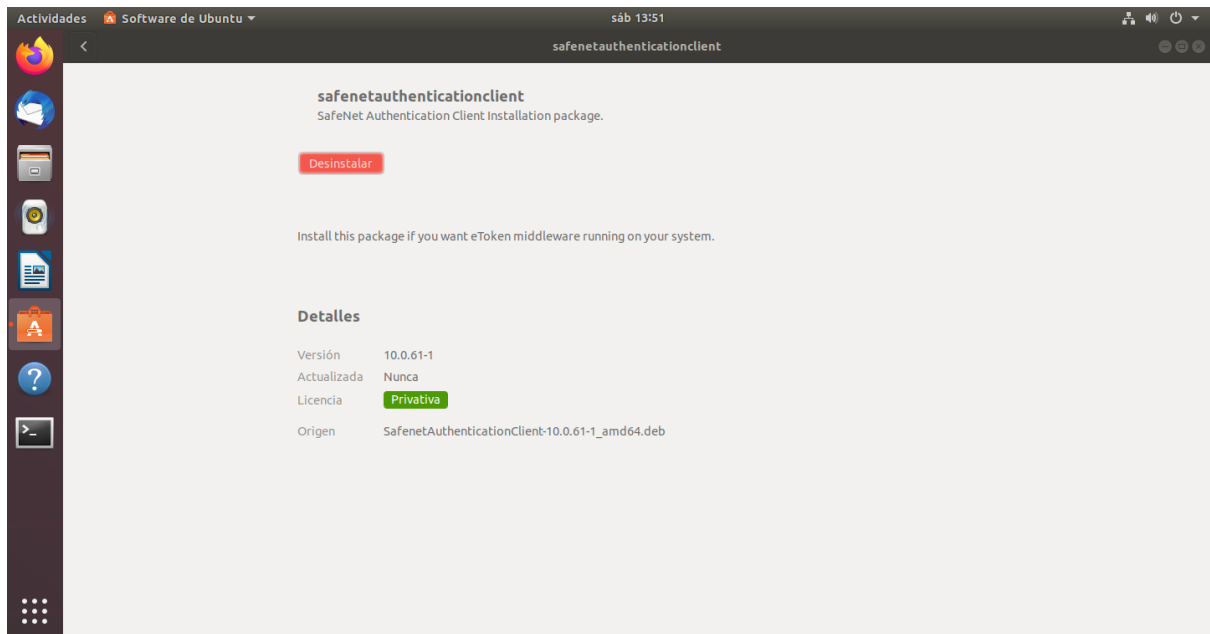 Actividades Software de Ubuntu sáb 13:51
safenetauthenticationclient
safenetauthenticationclient
SafeNet Authentication Client Installation package.
Desinstalar
Install this package if you want eToken middleware running on your system.
Detalles
Versión 10.0.61-1
Actualizada Nunca
Licencia Privativa
Origen SafenetAuthenticationClient-10.0.61-1_amd64.deb